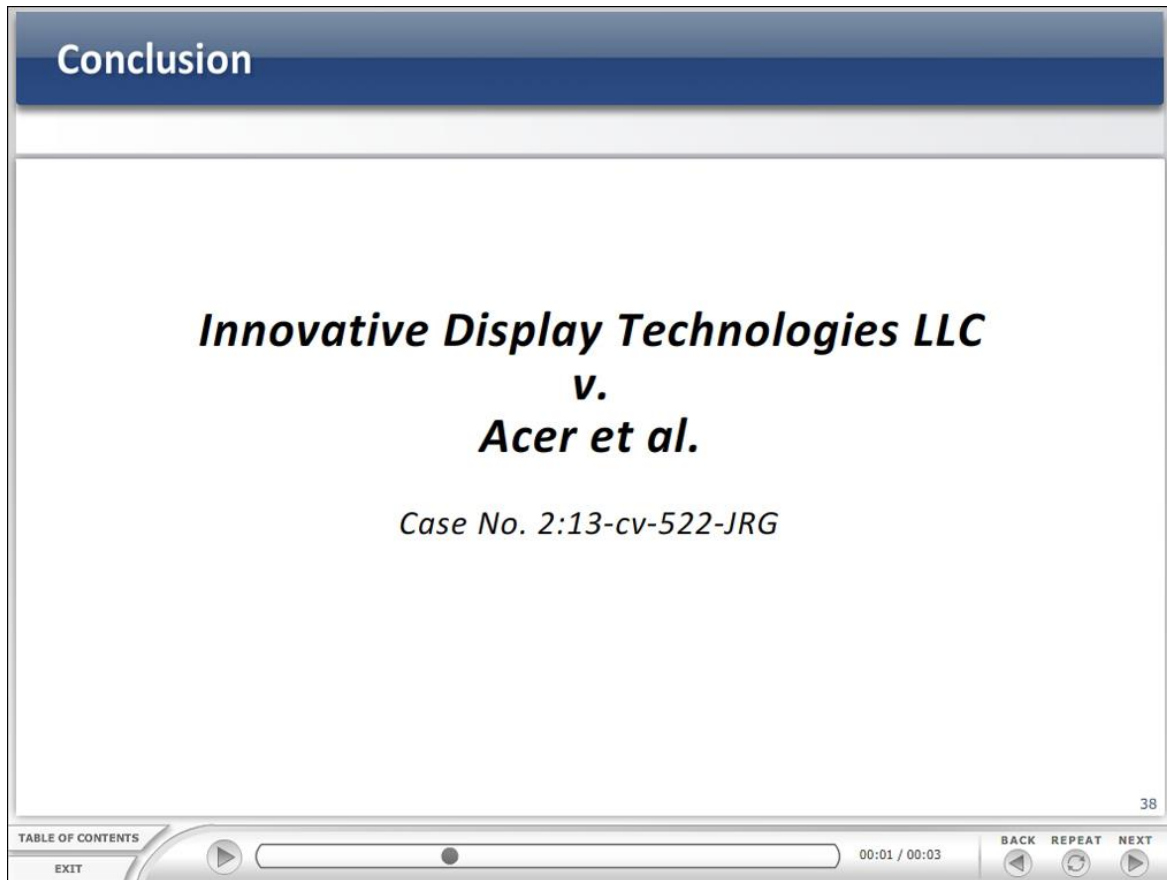 Conclusion
Innovative Display Technologies LLC
v.
Acer et al.
Case No. 2:13-cv-522-JRG
38
TABLE OF CONTENTS
EXIT
00:01 / 00:03
BACK REPEAT NEXT